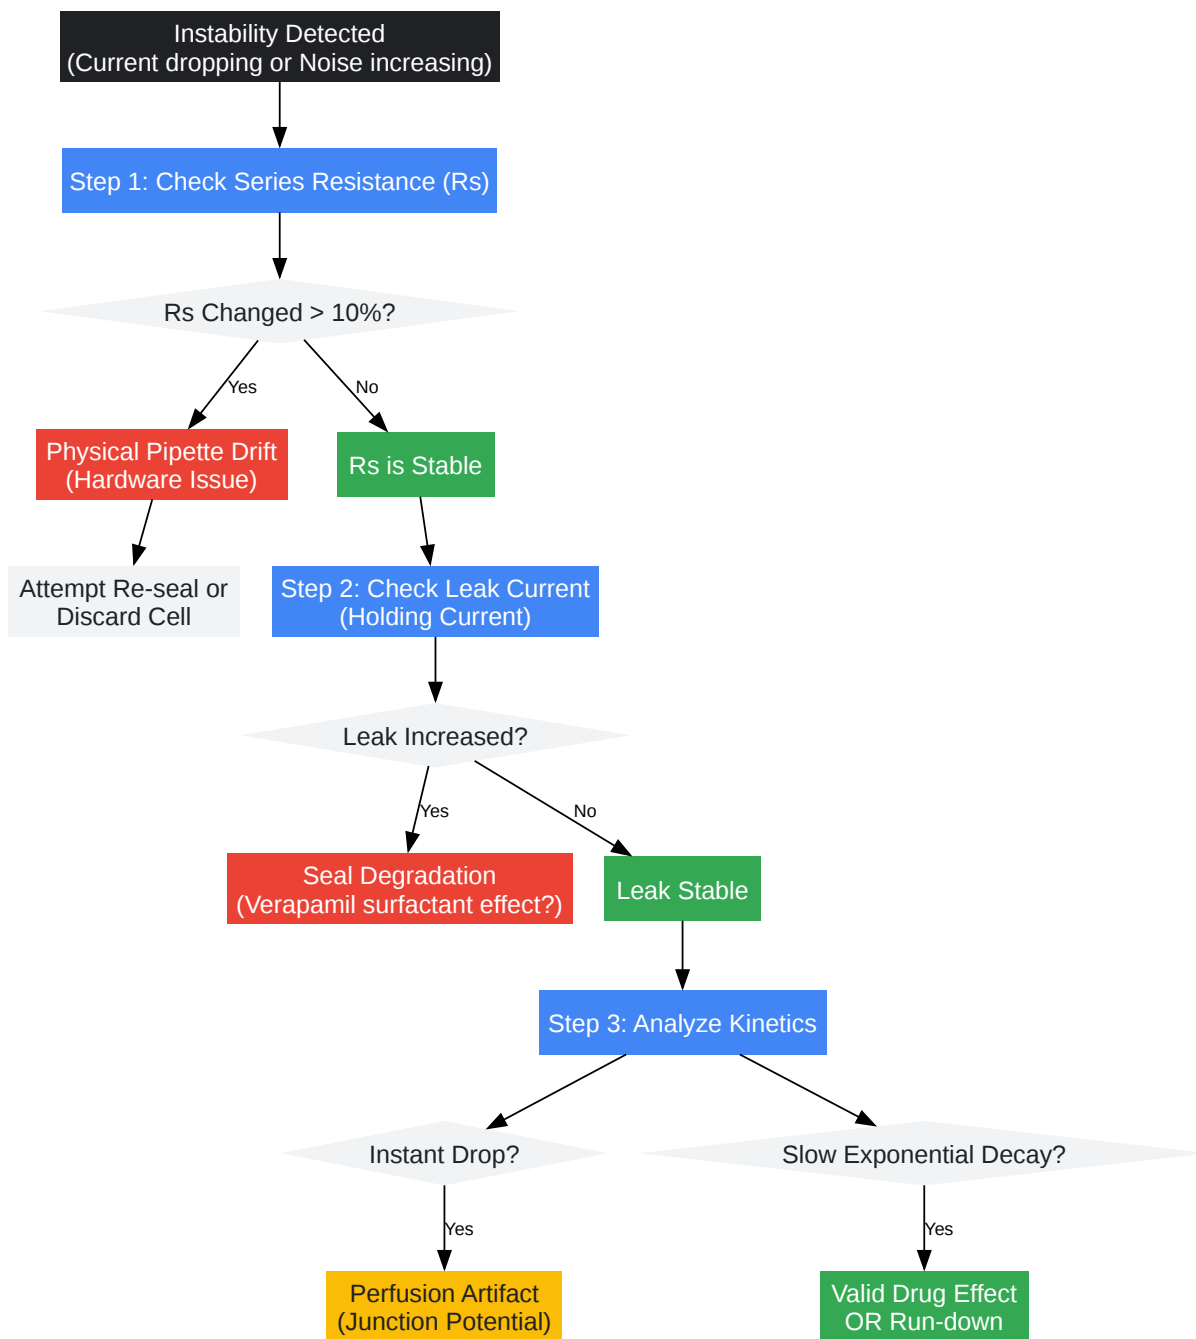 Instability Detected
(Current dropping or Noise increasing)
Step 1: Check Series Resistance (Rs)
Rs Changed > 10%?
Yes
No
Physical Pipette Drift
(Hardware Issue)
Rs is Stable
Attempt Re-seal or
Discard Cell
Step 2: Check Leak Current
(Holding Current)
Leak Increased?
Yes
No
Seal Degradation
(Verapamil surfactant effect?)
Leak Stable
Step 3: Analyze Kinetics
Instant Drop?
Slow Exponential Decay?
Yes
Yes
Perfusion Artifact
(Junction Potential)
Valid Drug Effect
OR Run-down